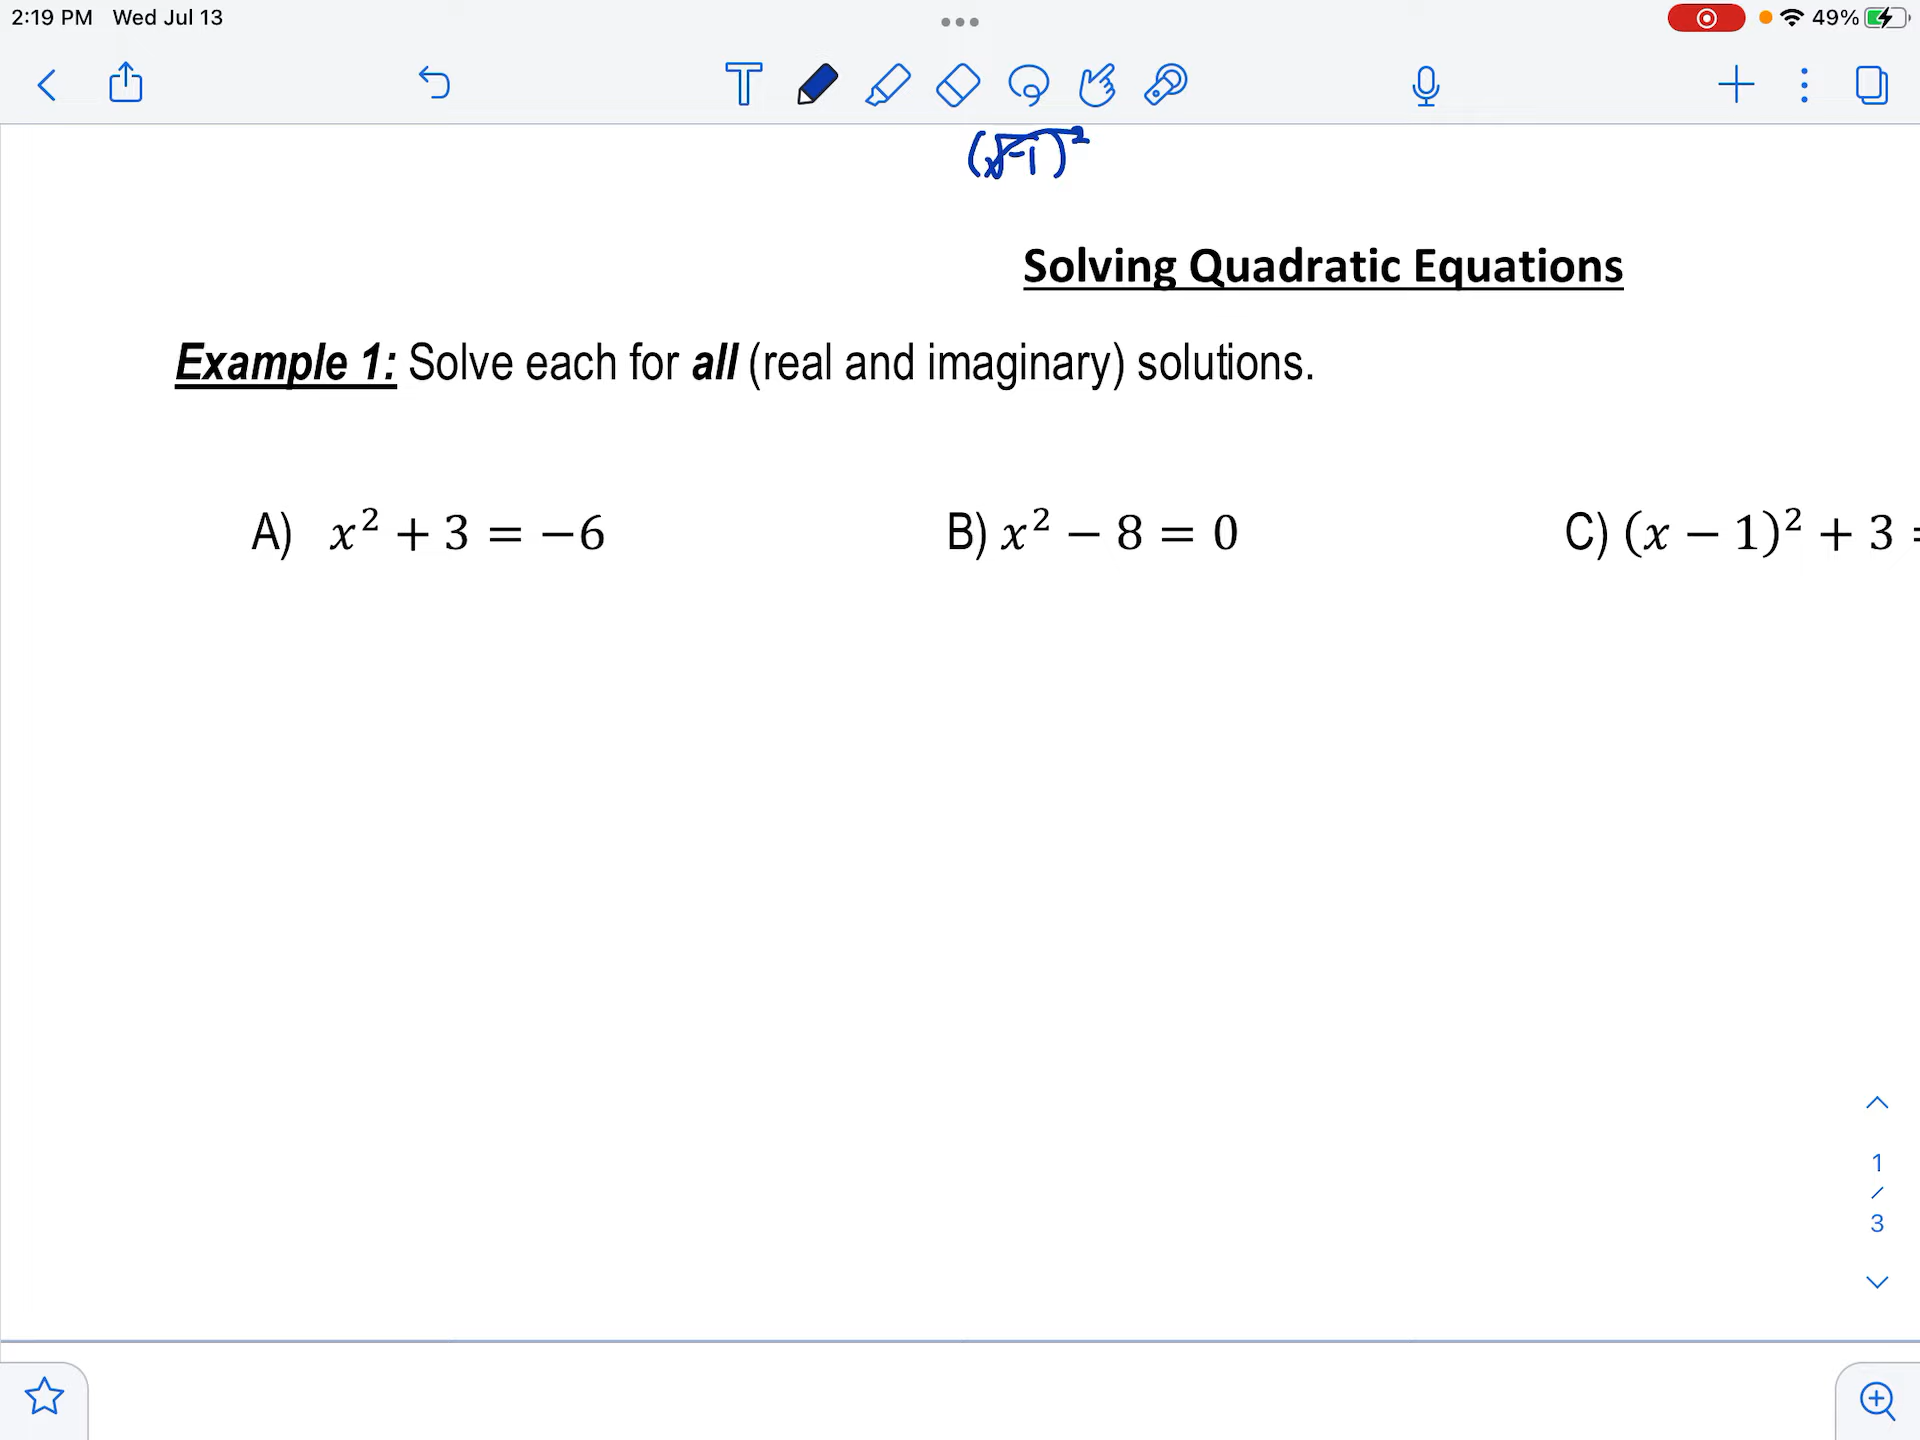 2:19 PM Wed Jul 13 49%
T
(√-1)²
Solving Quadratic Equations
Example 1: Solve each for all (real and imaginary) solutions.
A) x² + 3 = −6 B) x² − 8 = 0 C) (x − 1)² + 3 =
1
/
3